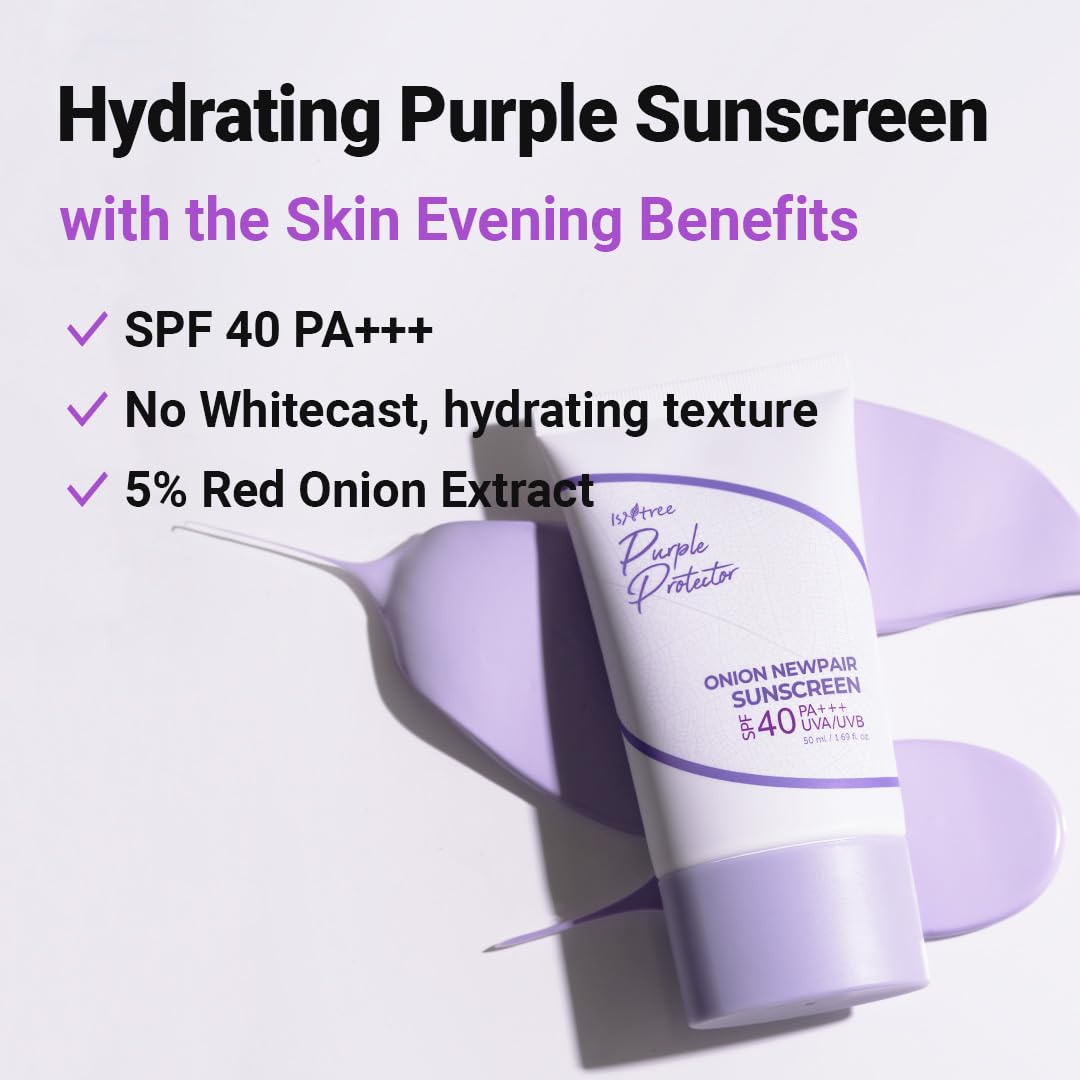 Hydrating Purple Sunscreen
with the Skin Evening Benefits
SPF 40 PA+++
No Whitecast, hydrating texture
5% Red Onion Extract
IsNtree
Purple
Protector
ONION NEWPAIR
SUNSCREEN
SPF 40 PA+++
UVA/UVB
50 ml / 1.69 fl. oz.